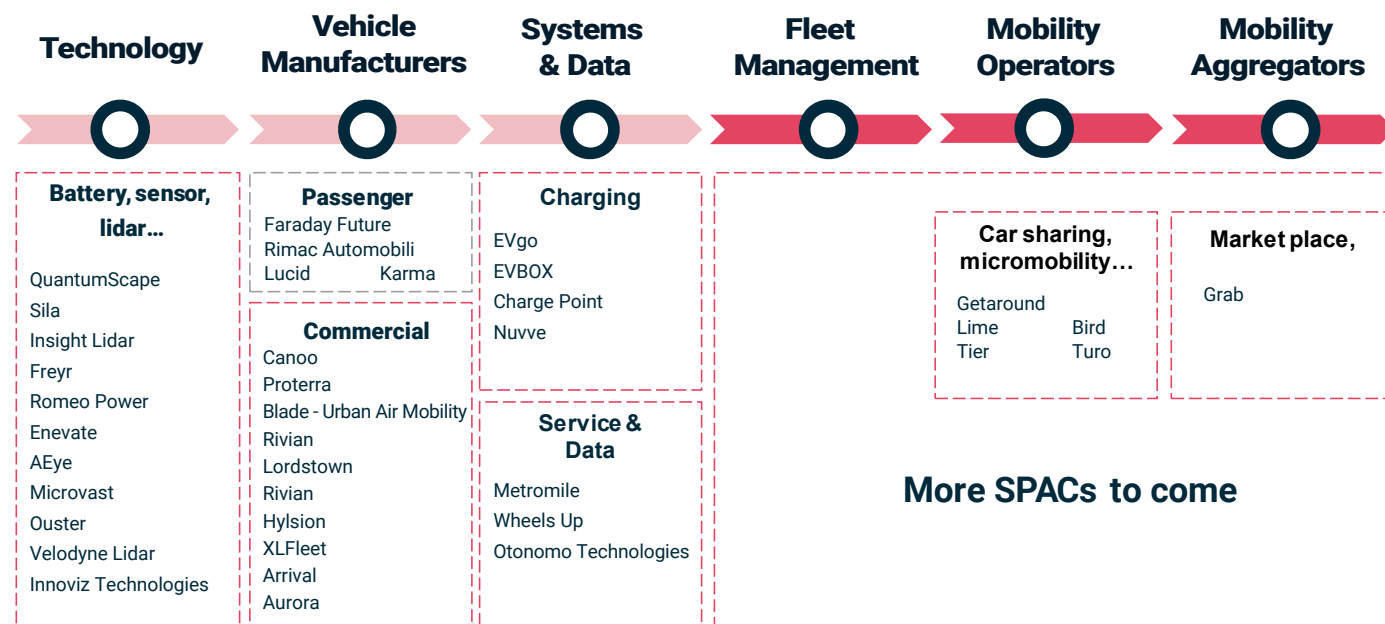 Technology
Vehicle
Manufacturers
Systems
& Data
Fleet
Management
Mobility
Operators
Mobility
Aggregators
Battery, sensor,
lidar...
QuantumScape
Sila
Insight Lidar
Freyr
Romeo Power
Enevate
AEye
Microvast
Ouster
Velodyne Lidar
Innoviz Technologies
Passenger
Faraday Future
Rimac Automobili
Lucid Karma
Commercial
Canoo
Proterra
Blade - Urban Air Mobility
Rivian
Lordstown
Rivian
Hylsion
XLFleet
Arrival
Aurora
Charging
EVgo
EVBOX
Charge Point
Nuvve
Service &
Data
Metromile
Wheels Up
Otonomo Technologies
Car sharing,
micromobility...
Getaround
Lime Bird
Tier Turo
Market place,
Grab
More SPACs to come